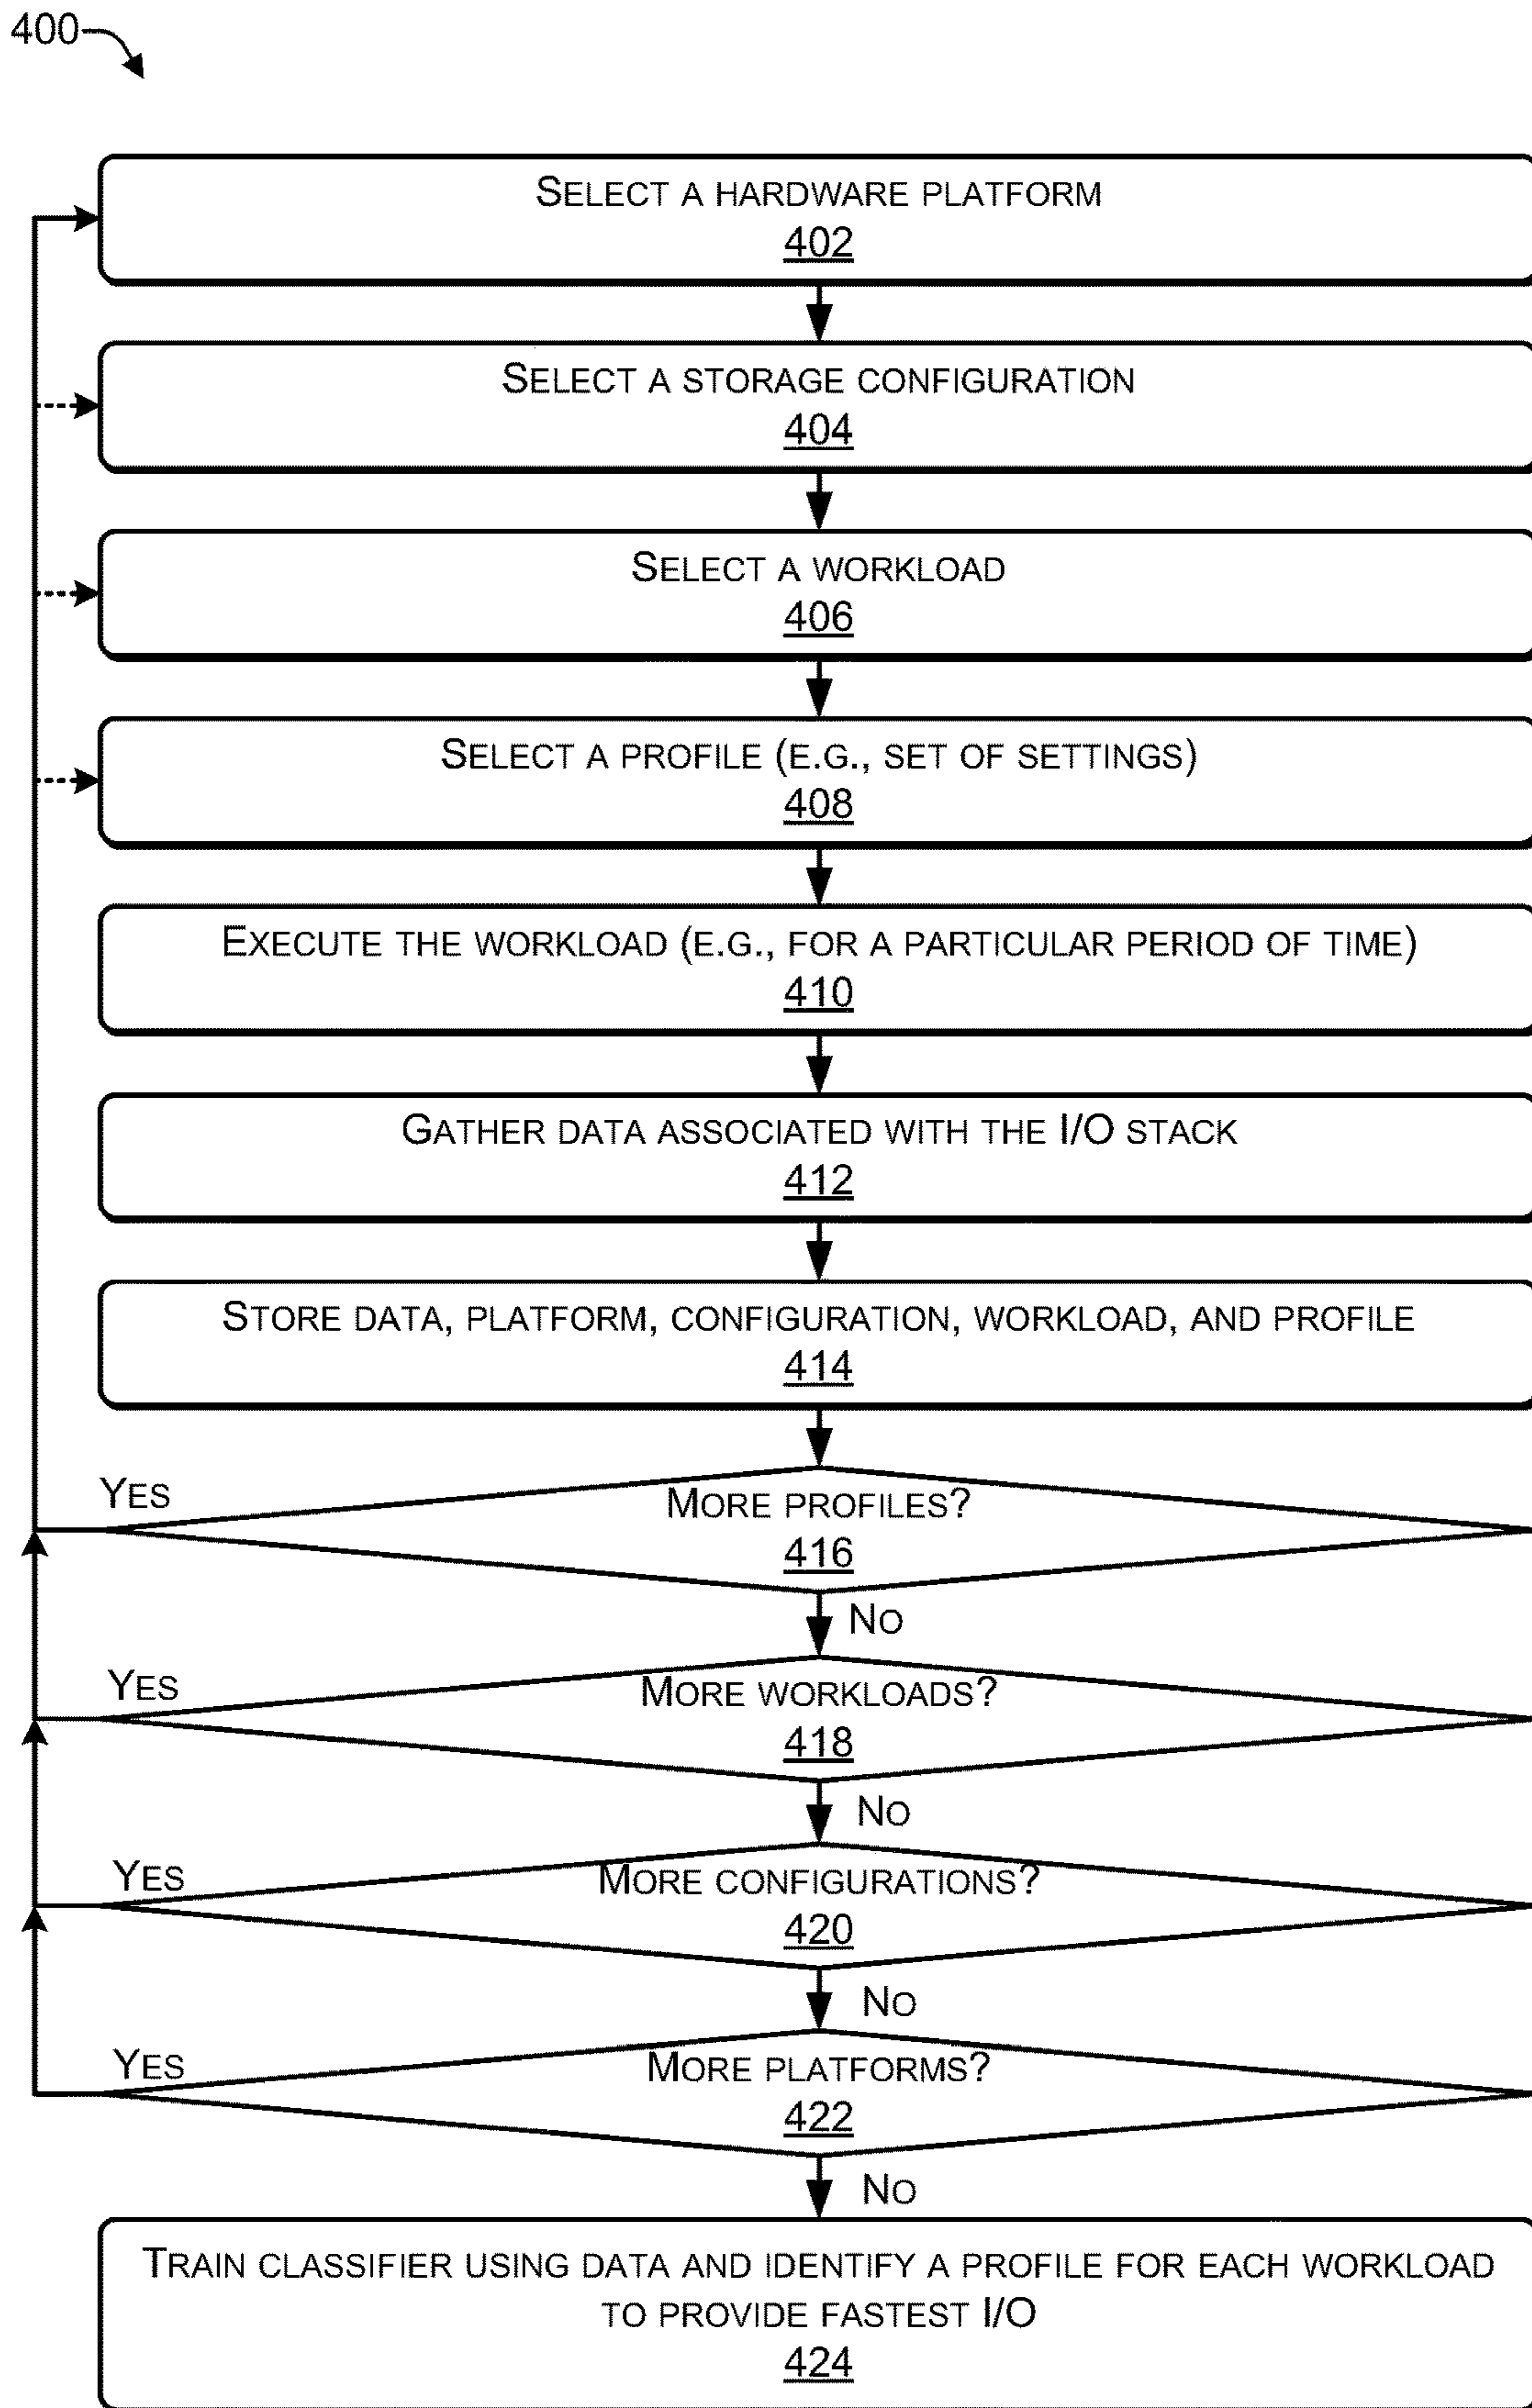 400
SELECT A HARDWARE PLATFORM
402
SELECT A STORAGE CONFIGURATION
404
SELECT A WORKLOAD
406
SELECT A PROFILE (E.G., SET OF SETTINGS)
408
EXECUTE THE WORKLOAD (E.G., FOR A PARTICULAR PERIOD OF TIME)
410
GATHER DATA ASSOCIATED WITH THE I/O STACK
412
STORE DATA, PLATFORM, CONFIGURATION, WORKLOAD, AND PROFILE
414
YES
MORE PROFILES?
416
NO
YES
MORE WORKLOADS?
418
NO
YES
MORE CONFIGURATIONS?
420
NO
YES
MORE PLATFORMS?
422
NO
TRAIN CLASSIFIER USING DATA AND IDENTIFY A PROFILE FOR EACH WORKLOAD
TO PROVIDE FASTEST I/O
424